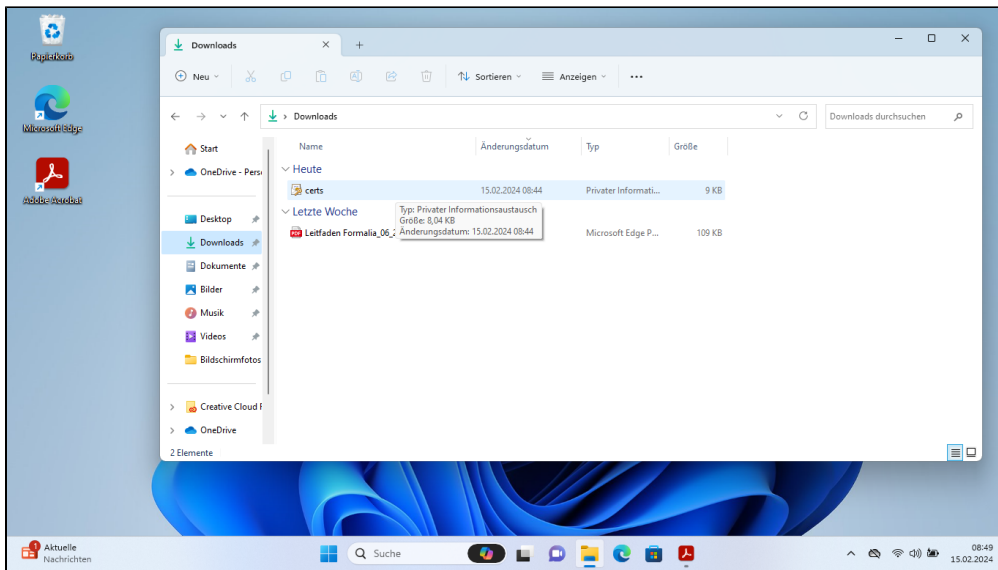 Papierkorb
Microsoft Edge
Adobe Acrobat
Downloads
Neu
Sortieren
Anzeigen
Downloads
Downloads durchsuchen
Name Änderungsdatum Typ Größe
Start
OneDrive - Pers
Desktop
Downloads
Dokumente
Bilder
Musik
Videos
Bildschirmfotos
Creative Cloud F
OneDrive
Heute
certs 15.02.2024 08:44 Privater Informati... 9 KB
Letzte Woche
Leitfaden Formalia_06_2 Microsoft Edge P... 109 KB
Typ: Privater Informationsaustausch
Größe: 8,04 KB
Änderungsdatum: 15.02.2024 08:44
2 Elemente
1
Aktuelle
Nachrichten
Suche
08:49
15.02.2024